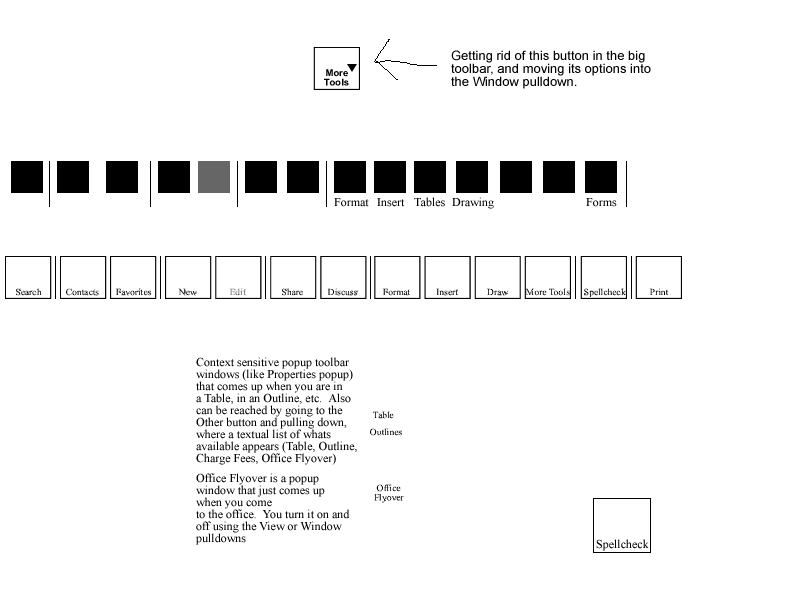 More
Tools
Getting rid of this button in the big
toolbar, and moving its options into
the Window pulldown.
Format Insert Tables Drawing Forms
Search Contacts Favorites New Edit Share Discuss Format Insert Draw More Tools Spellcheck Print
Context sensitive popup toolbar
windows (like Properties popup)
that comes up when you are in
a Table, in an Outline, etc. Also
can be reached by going to the
Other button and pulling down,
where a textual list of whats
available appears (Table, Outline,
Charge Fees, Office Flyover)
Table
Outlines
Office Flyover is a popup
window that just comes up
when you come
to the office. You turn it on and
off using the View or Window
pulldowns
Office
Flyover
Spellcheck